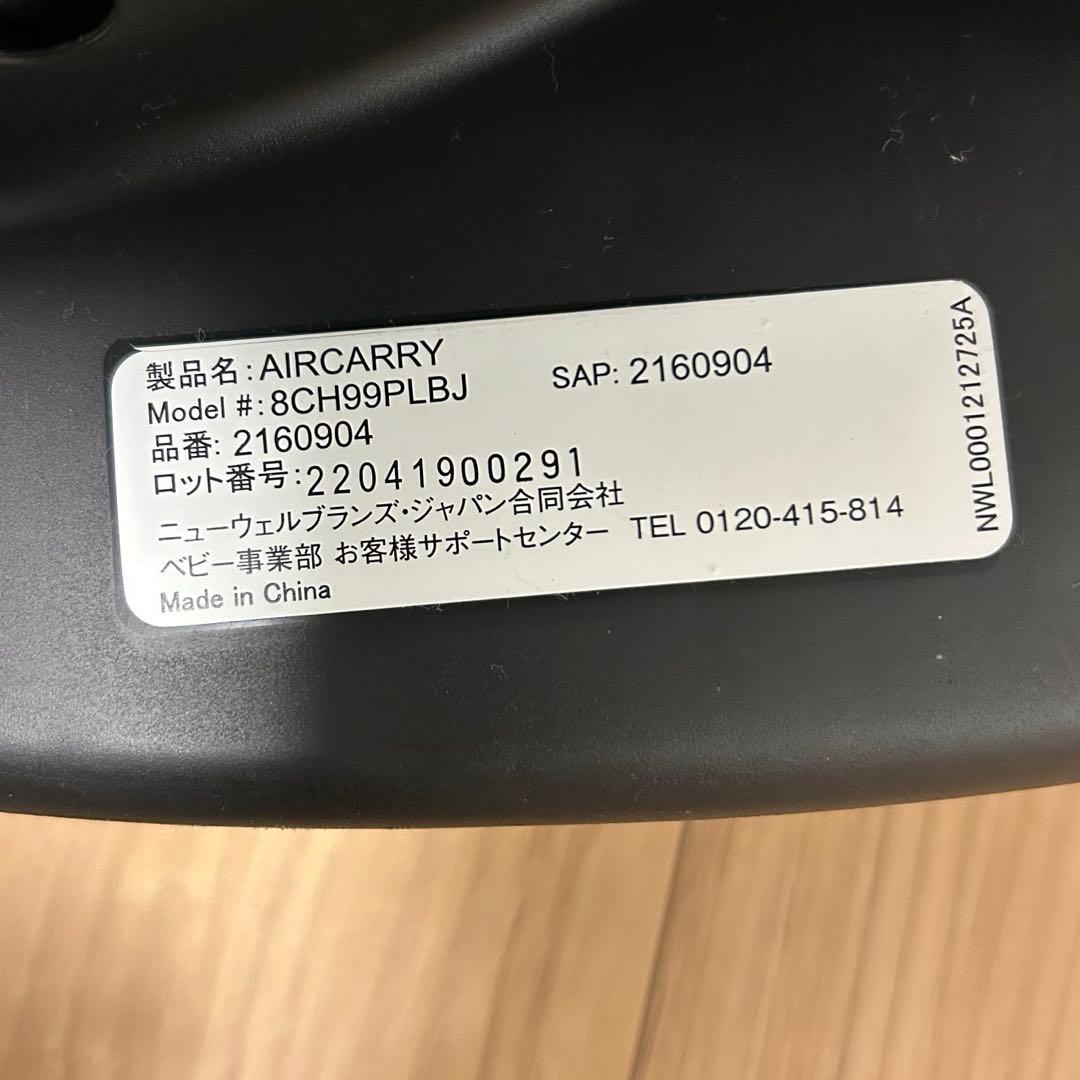 製品名: AIRCARRY
Model #: 8CH99PLBJ
SAP: 2160904
品番: 2160904
ロット番号: 22041900291
ニューウェルブランズ・ジャパン合同会社
ベビー事業部 お客様サポートセンター TEL 0120-415-814
Made in China
NWL0001212725A